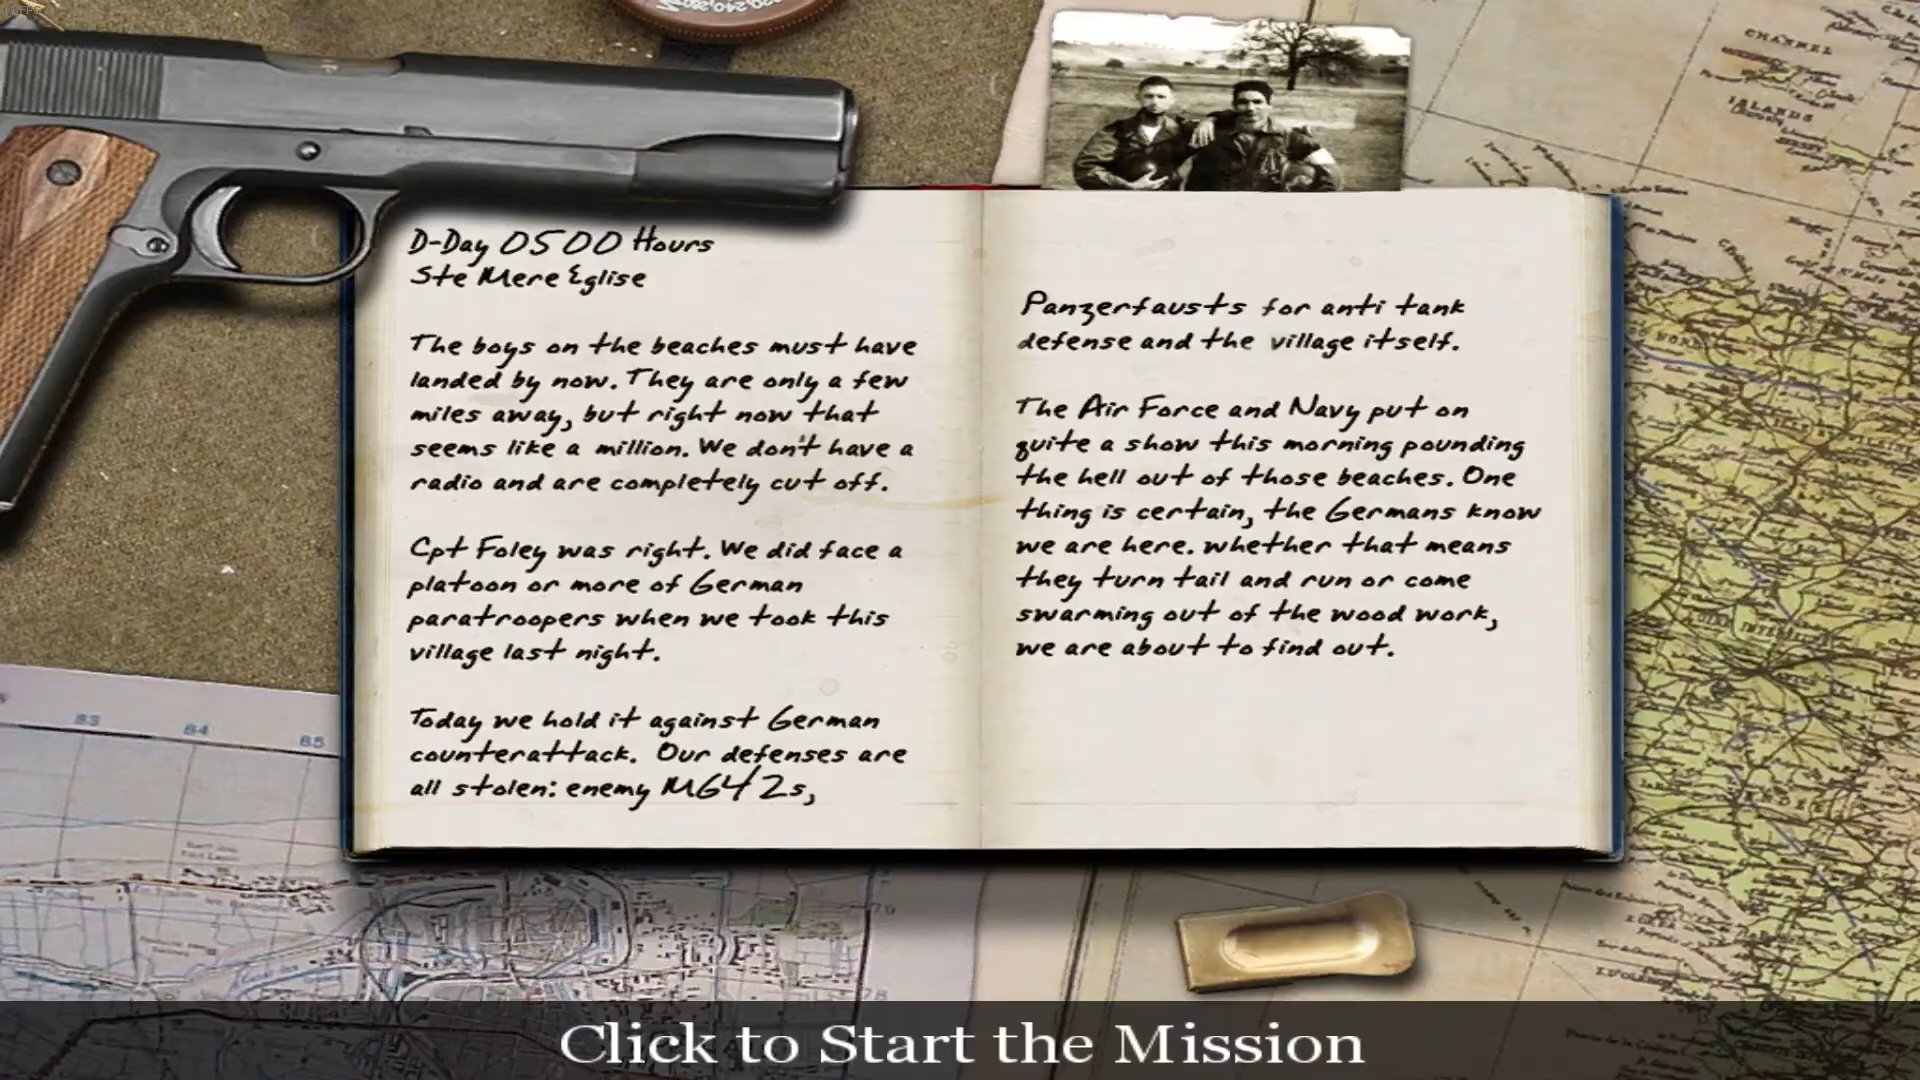 D-Day 0500 Hours
Ste Mere Eglise
The boys on the beaches must have
landed by now. They are only a few
miles away, but right now that
seems like a million. We don't have a
radio and are completely cut off.
Cpt Foley was right. We did face a
platoon or more of German
paratroopers when we took this
village last night.
Today we hold it against German
counterattack. Our defenses are
all stolen: enemy MG42s,
Panzerfausts for anti tank
defense and the village itself.
The Air Force and Navy put on
quite a show this morning pounding
the hell out of those beaches. One
thing is certain, the Germans know
we are here. whether that means
they turn tail and run or come
swarming out of the wood work,
we are about to find out.
CHANNEL
ISLANDS
83
84
85
Click to Start the Mission